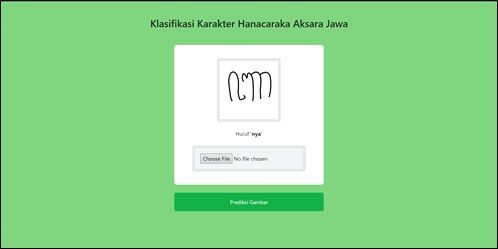 Klasifikasi Karakter Hanacaraka Aksara Jawa
Huruf 'nya'
Choose File No file chosen
Prediksi Gambar